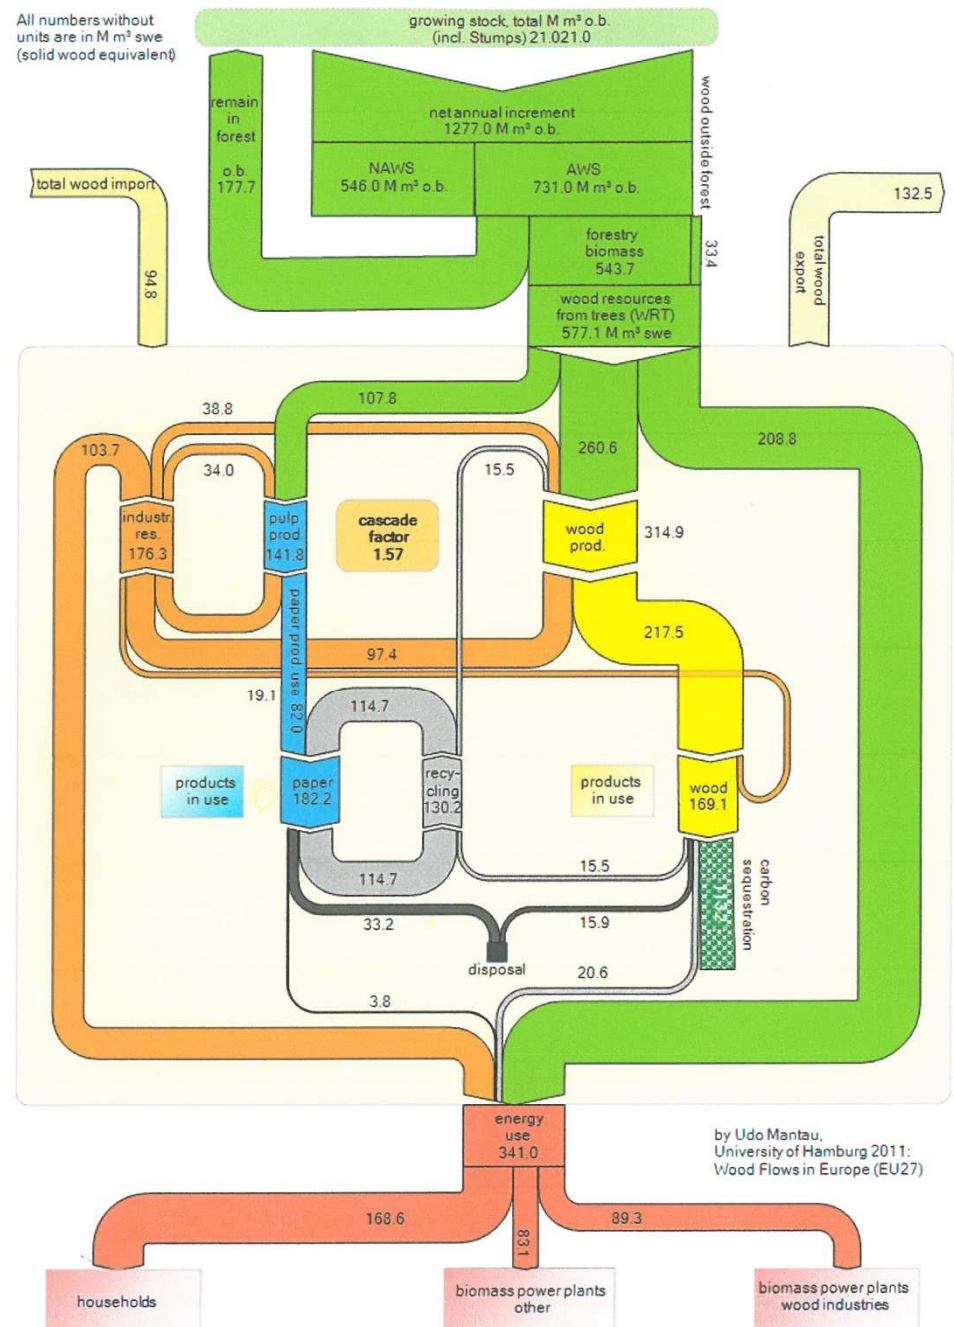 All numbers without
units are in M m³ swe
(solid wood equivalent)
growing stock, total M m³ o.b.
(incl. Stumps) 21.021.0
remain
in
forest
o.b.
177.7
net annual increment
1277.0 M m³ o.b.
NAWS
546.0 M m³ o.b.
AWS
731.0 M m³ o.b.
wood outside forest
33.4
total wood import
94.8
132.5
total wood
export
forestry
biomass
543.7
wood resources
from trees (WRT)
577.1 M m³ swe
107.8
38.8
103.7
34.0
15.5
260.6
208.8
industr.
res.
176.3
pulp
prod.
141.8
cascade
factor
1.57
wood
prod.
314.9
paper prod. use 82.0
97.4
217.5
19.1
114.7
products
in use
paper
182.2
recy-
cling
130.2
products
in use
wood
169.1
114.7
15.5
carbon
sequestration
33.2
15.9
disposal
20.6
3.8
energy
use
341.0
by Udo Mantau,
University of Hamburg 2011:
Wood Flows in Europe (EU27)
168.6
83.1
89.3
households
biomass power plants
other
biomass power plants
wood industries